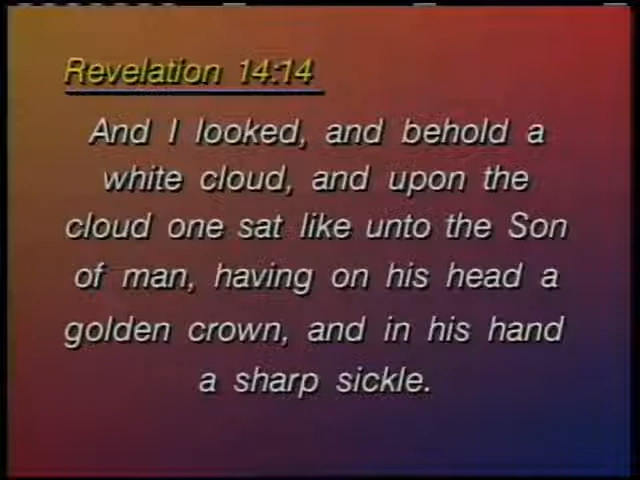 Revelation 14:14
And I looked, and behold a
white cloud, and upon the
cloud one sat like unto the Son
of man, having on his head a
golden crown, and in his hand
a sharp sickle.